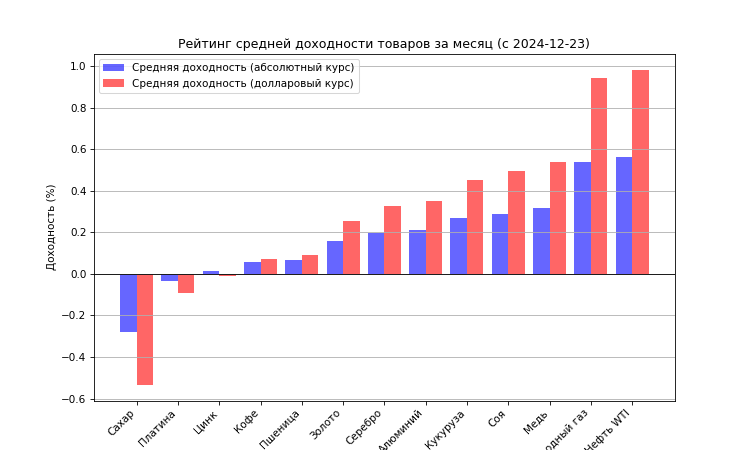 Рейтинг средней доходности товаров за месяц (с 2024-12-23)
Средняя доходность (абсолютный курс)
Средняя доходность (долларовый курс)
Доходность (%)
1.0
0.8
0.6
0.4
0.2
0.0
−0.2
−0.4
−0.6
Сахар
Платина
Цинк
Кофе
Пшеница
Золото
Серебро
Алюминий
Кукуруза
Соя
Медь
одный газ
Нефть WTI